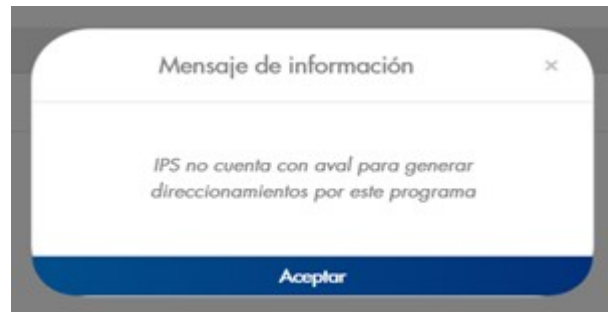 Mensaje de información ×
IPS no cuenta con aval para generar
direccionamientos por este programa
Aceptar